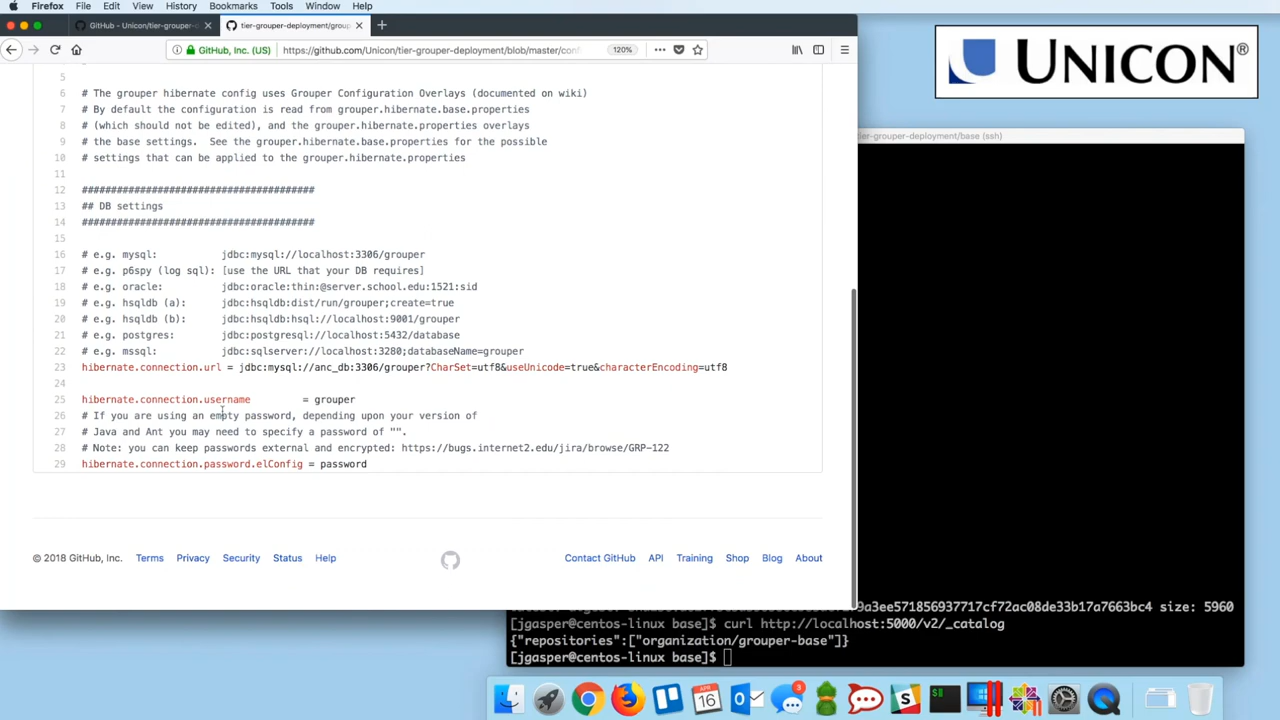 Firefox File Edit View History Bookmarks Tools Window Help
GitHub - Unicon/tier-grouper-
tier-grouper-deployment/group
GitHub, Inc. (US) https://github.com/Unicon/tier-grouper-deployment/blob/master/conf 120%
UNICON®
tier-grouper-deployment/base (ssh)
5
6 # The grouper hibernate config uses Grouper Configuration Overlays (documented on wiki)
7 # By default the configuration is read from grouper.hibernate.base.properties
8 # (which should not be edited), and the grouper.hibernate.properties overlays
9 # the base settings. See the grouper.hibernate.base.properties for the possible
10 # settings that can be applied to the grouper.hibernate.properties
11
12 ########################################
13 ## DB settings
14 ########################################
15
16 # e.g. mysql: jdbc:mysql://localhost:3306/grouper
17 # e.g. p6spy (log sql): [use the URL that your DB requires]
18 # e.g. oracle: jdbc:oracle:thin:@server.school.edu:1521:sid
19 # e.g. hsqldb (a): jdbc:hsqldb:dist/run/grouper;create=true
20 # e.g. hsqldb (b): jdbc:hsqldb:hsql://localhost:9001/grouper
21 # e.g. postgres: jdbc:postgresql://localhost:5432/database
22 # e.g. mssql: jdbc:sqlserver://localhost:3280;databaseName=grouper
23 hibernate.connection.url = jdbc:mysql://anc_db:3306/grouper?CharSet=utf8&useUnicode=true&characterEncoding=utf8
24
25 hibernate.connection.username = grouper
26 # If you are using an empty password, depending upon your version of
27 # Java and Ant you may need to specify a password of "".
28 # Note: you can keep passwords external and encrypted: https://bugs.internet2.edu/jira/browse/GRP-122
29 hibernate.connection.password.elConfig = password
© 2018 GitHub, Inc. Terms Privacy Security Status Help Contact GitHub API Training Shop Blog About
9a3ee571856937717cf72ac08de33b17a7663bc4 size: 5960
[jgasper@centos-linux base]$ curl http://localhost:5000/v2/_catalog
{"repositories":["organization/grouper-base"]}
[jgasper@centos-linux base]$
APR
16
3